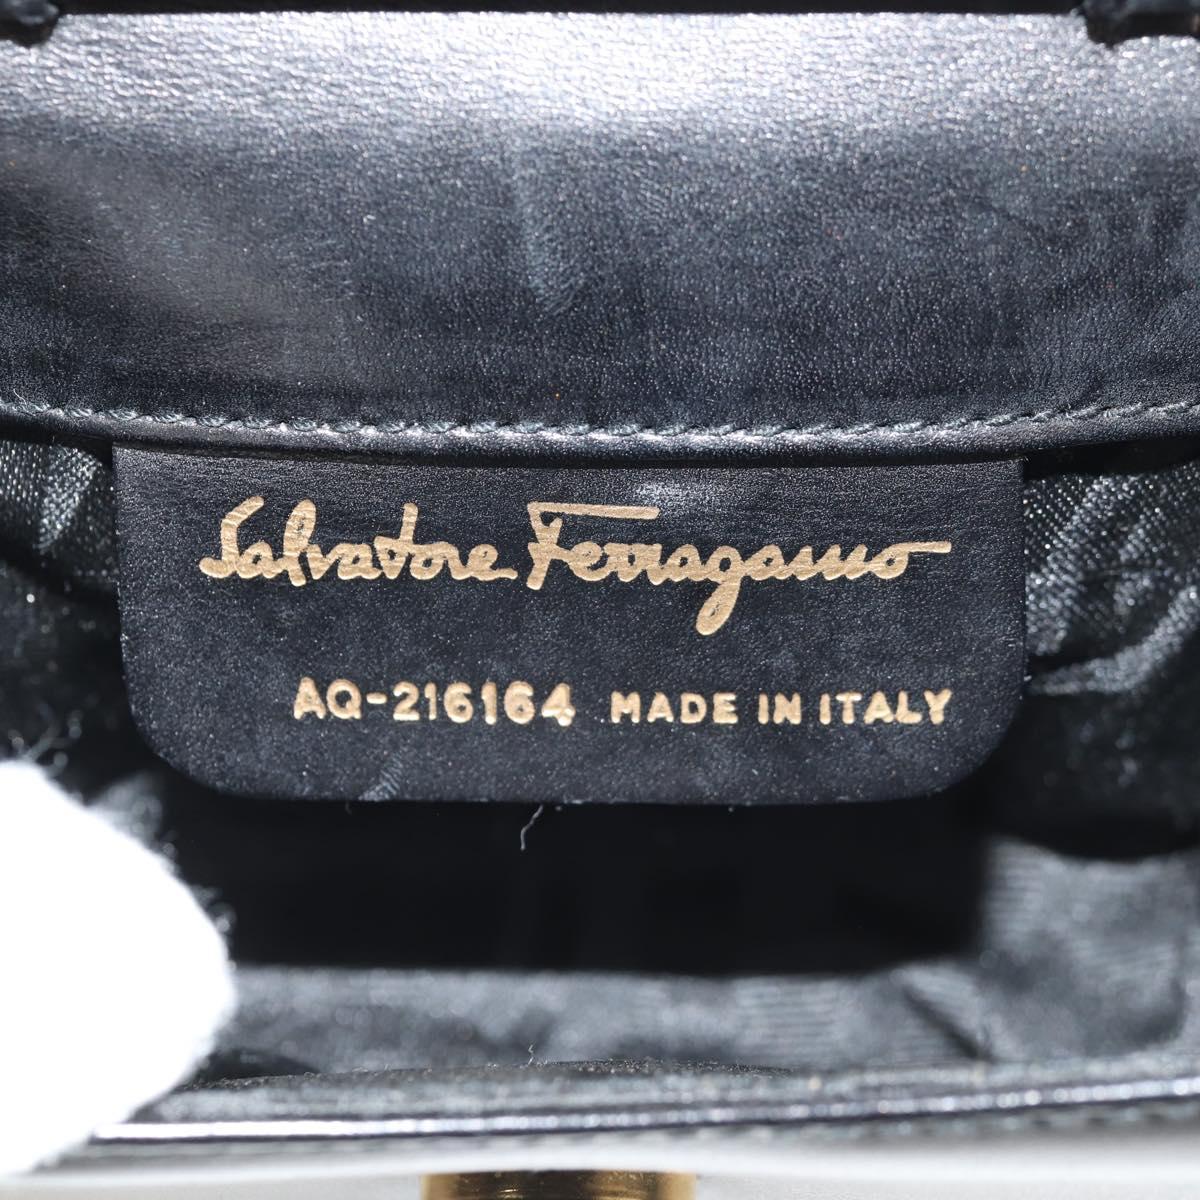 Salvatore Ferragamo
AQ-216164 MADE IN ITALY